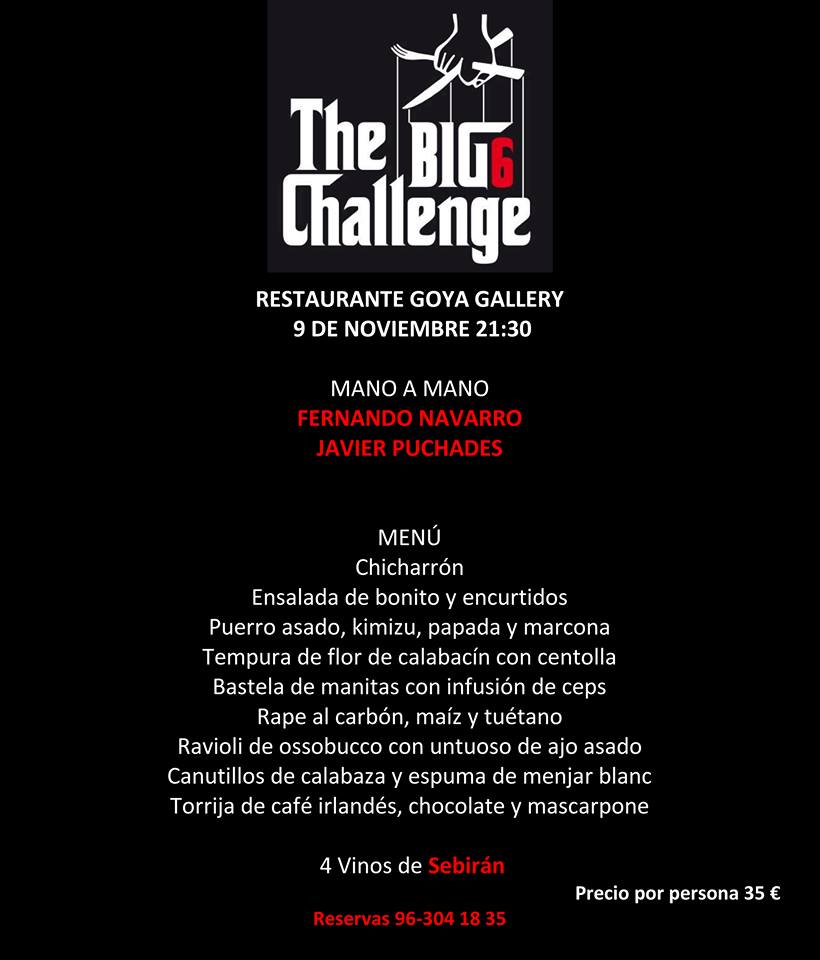 The BIG6
Challenge
RESTAURANTE GOYA GALLERY
9 DE NOVIEMBRE 21:30
MANO A MANO
FERNANDO NAVARRO
JAVIER PUCHADES
MENÚ
Chicharrón
Ensalada de bonito y encurtidos
Puerro asado, kimizu, papada y marcona
Tempura de flor de calabacín con centolla
Bastela de manitas con infusión de ceps
Rape al carbón, maíz y tuétano
Ravioli de ossobucco con untuoso de ajo asado
Canutillos de calabaza y espuma de menjar blanc
Torrija de café irlandés, chocolate y mascarpone
4 Vinos de Sebirán
Precio por persona 35 €
Reservas 96-304 18 35